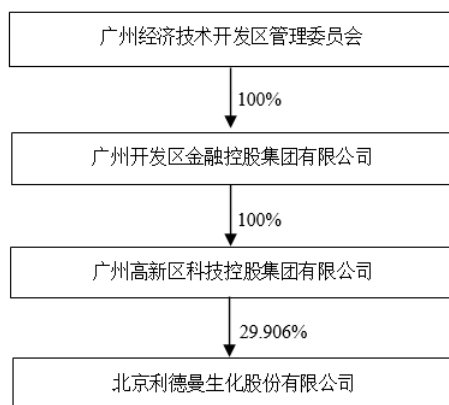 广州经济技术开发区管理委员会
100%
广州开发区金融控股集团有限公司
100%
广州高新区科技控股集团有限公司
29.906%
北京利德曼生化股份有限公司